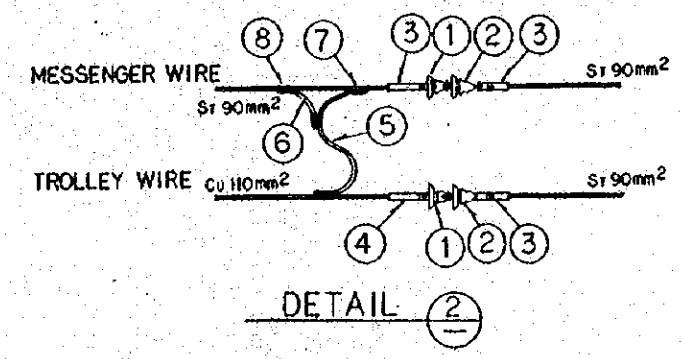 8 7 3 1 2 3
MESSENGER WIRE St 90mm²
St 90mm²
6 5
TROLLEY WIRE Cu 110mm² St 90mm²
4 1 2 3
DETAIL 2